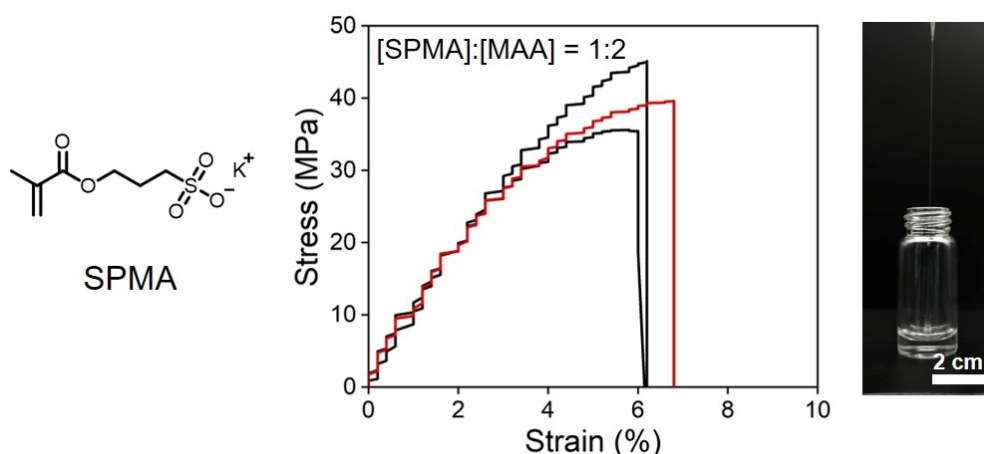 O
O
O
S
O
O⁻
K⁺
SPMA
[SPMA]:[MAA] = 1:2
Stress (MPa)
50
40
30
20
10
0
0 2 4 6 8 10
Strain (%)
2 cm